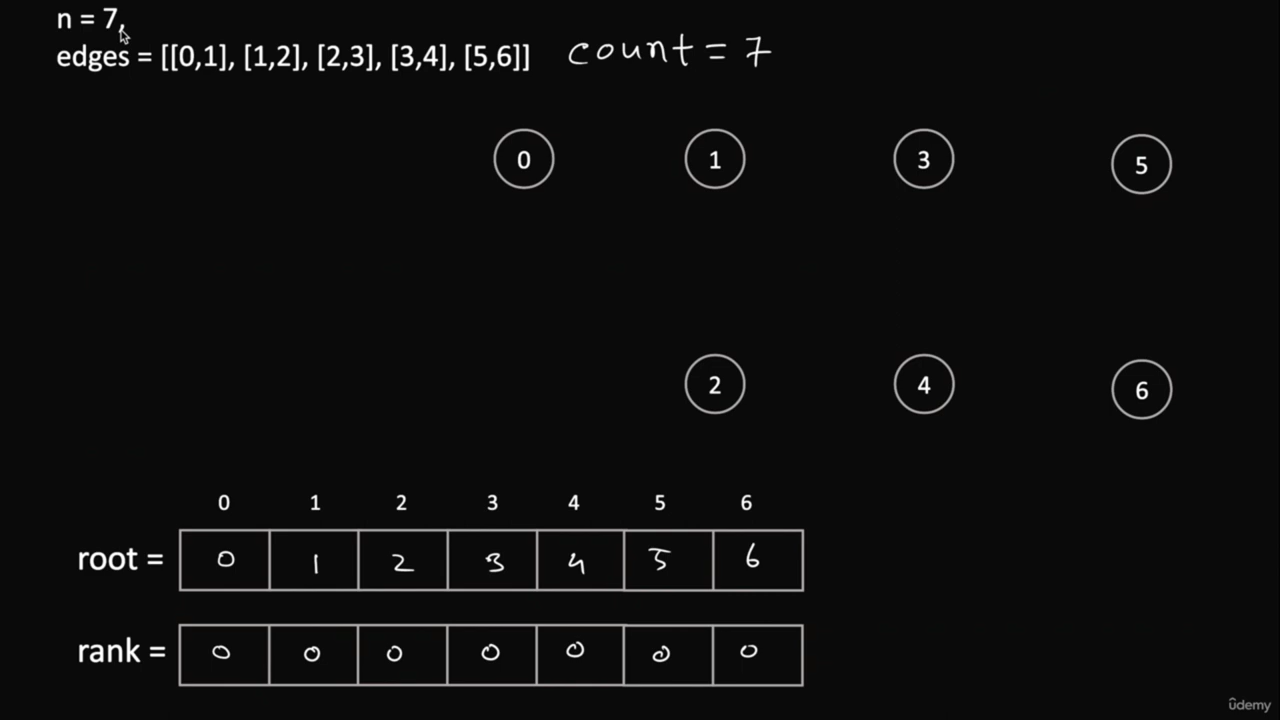 n = 7,
edges = [[0,1], [1,2], [2,3], [3,4], [5,6]] count = 7
0 1 3 5
2 4 6
0 1 2 3 4 5 6
root = 0 1 2 3 4 5 6
rank = 0 0 0 0 0 0 0
ûdemy